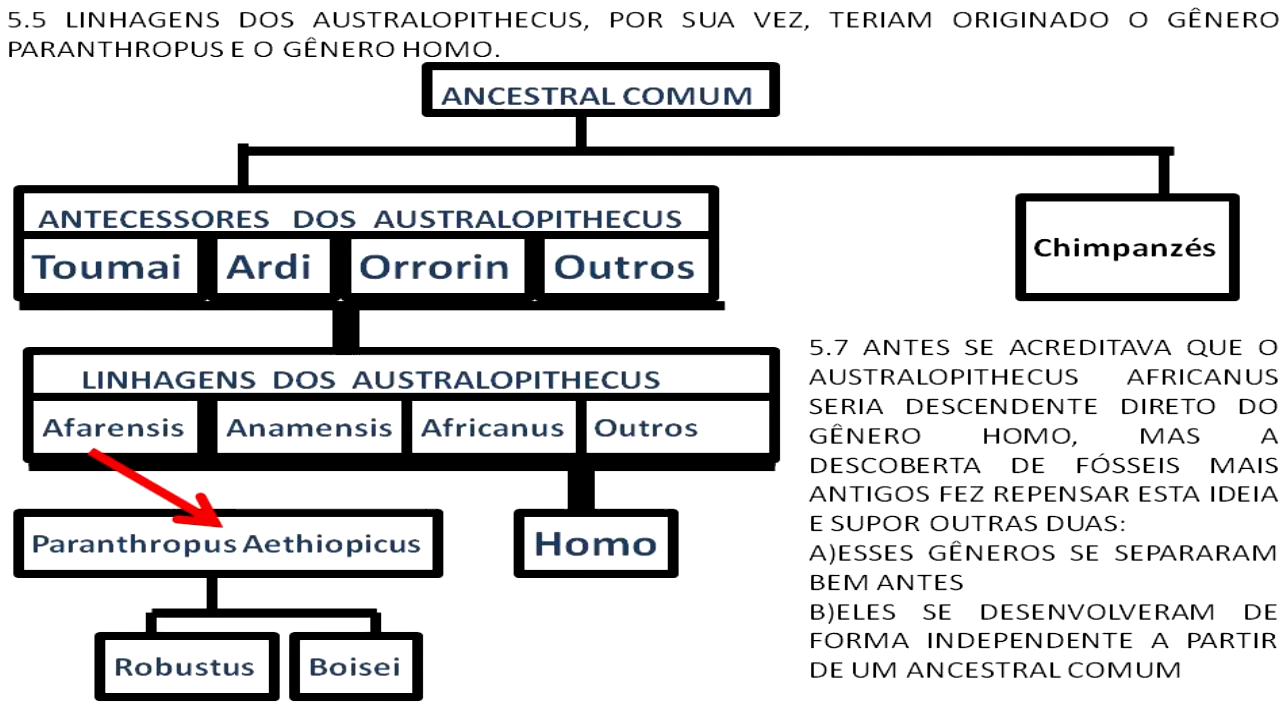 5.5 LINHAGENS DOS AUSTRALOPITHECUS, POR SUA VEZ, TERIAM ORIGINADO O GÊNERO
PARANTHROPUS E O GÊNERO HOMO.
ANCESTRAL COMUM
ANTECESSORES DOS AUSTRALOPITHECUS
Toumai Ardi Orrorin Outros
Chimpanzés
LINHAGENS DOS AUSTRALOPITHECUS
Afarensis Anamensis Africanus Outros
Paranthropus Aethiopicus
Homo
Robustus Boisei
5.7 ANTES SE ACREDITAVA QUE O
AUSTRALOPITHECUS AFRICANUS
SERIA DESCENDENTE DIRETO DO
GÊNERO HOMO, MAS A
DESCOBERTA DE FÓSSEIS MAIS
ANTIGOS FEZ REPENSAR ESTA IDEIA
E SUPOR OUTRAS DUAS:
A)ESSES GÊNEROS SE SEPARARAM
BEM ANTES
B)ELES SE DESENVOLVERAM DE
FORMA INDEPENDENTE A PARTIR
DE UM ANCESTRAL COMUM